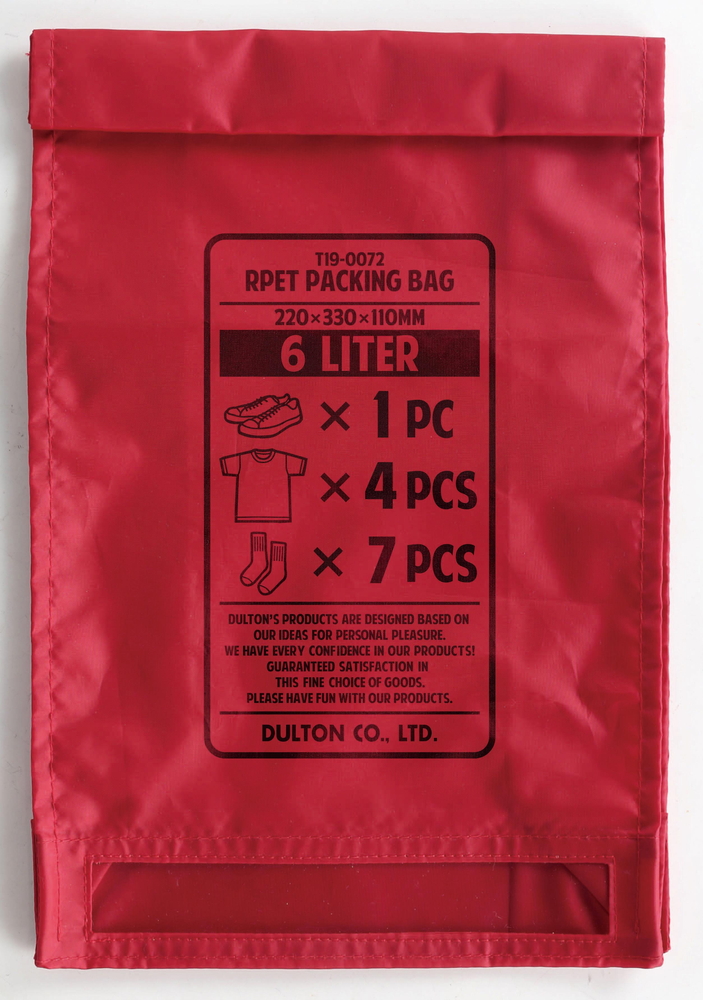 T19-0072
RPET PACKING BAG
220×330×110MM
6 LITER
× 1 PC
× 4 PCS
× 7 PCS
DULTON'S PRODUCTS ARE DESIGNED BASED ON
OUR IDEAS FOR PERSONAL PLEASURE.
WE HAVE EVERY CONFIDENCE IN OUR PRODUCTS!
GUARANTEED SATISFACTION IN
THIS FINE CHOICE OF GOODS.
PLEASE HAVE FUN WITH OUR PRODUCTS.
DULTON CO., LTD.